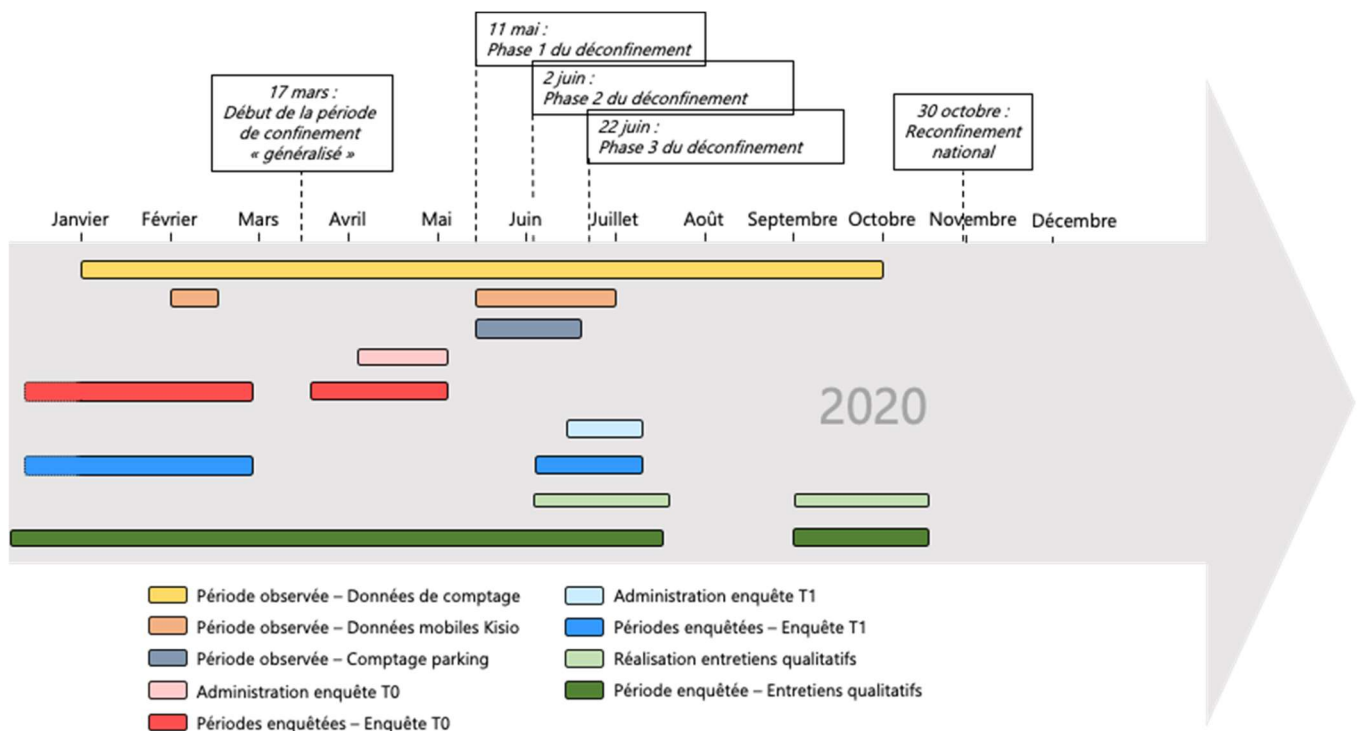 11 mai :
Phase 1 du déconfinement
2 juin :
Phase 2 du déconfinement
17 mars :
Début de la période
de confinement
« généralisé »
22 juin :
Phase 3 du déconfinement
30 octobre :
Reconfinement
national
Janvier Février Mars Avril Mai Juin Juillet Août Septembre Octobre Novembre Décembre
2020
Période observée – Données de comptage
Période observée – Données mobiles Kisio
Période observée – Comptage parking
Administration enquête T0
Périodes enquêtées – Enquête T0
Administration enquête T1
Périodes enquêtées – Enquête T1
Réalisation entretiens qualitatifs
Période enquêtée – Entretiens qualitatifs